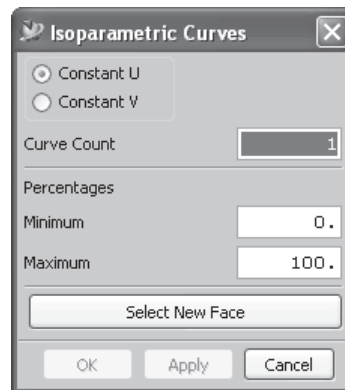 Isoparametric Curves
Constant U
Constant V
Curve Count 1
Percentages
Minimum 0.
Maximum 100.
Select New Face
OK Apply Cancel